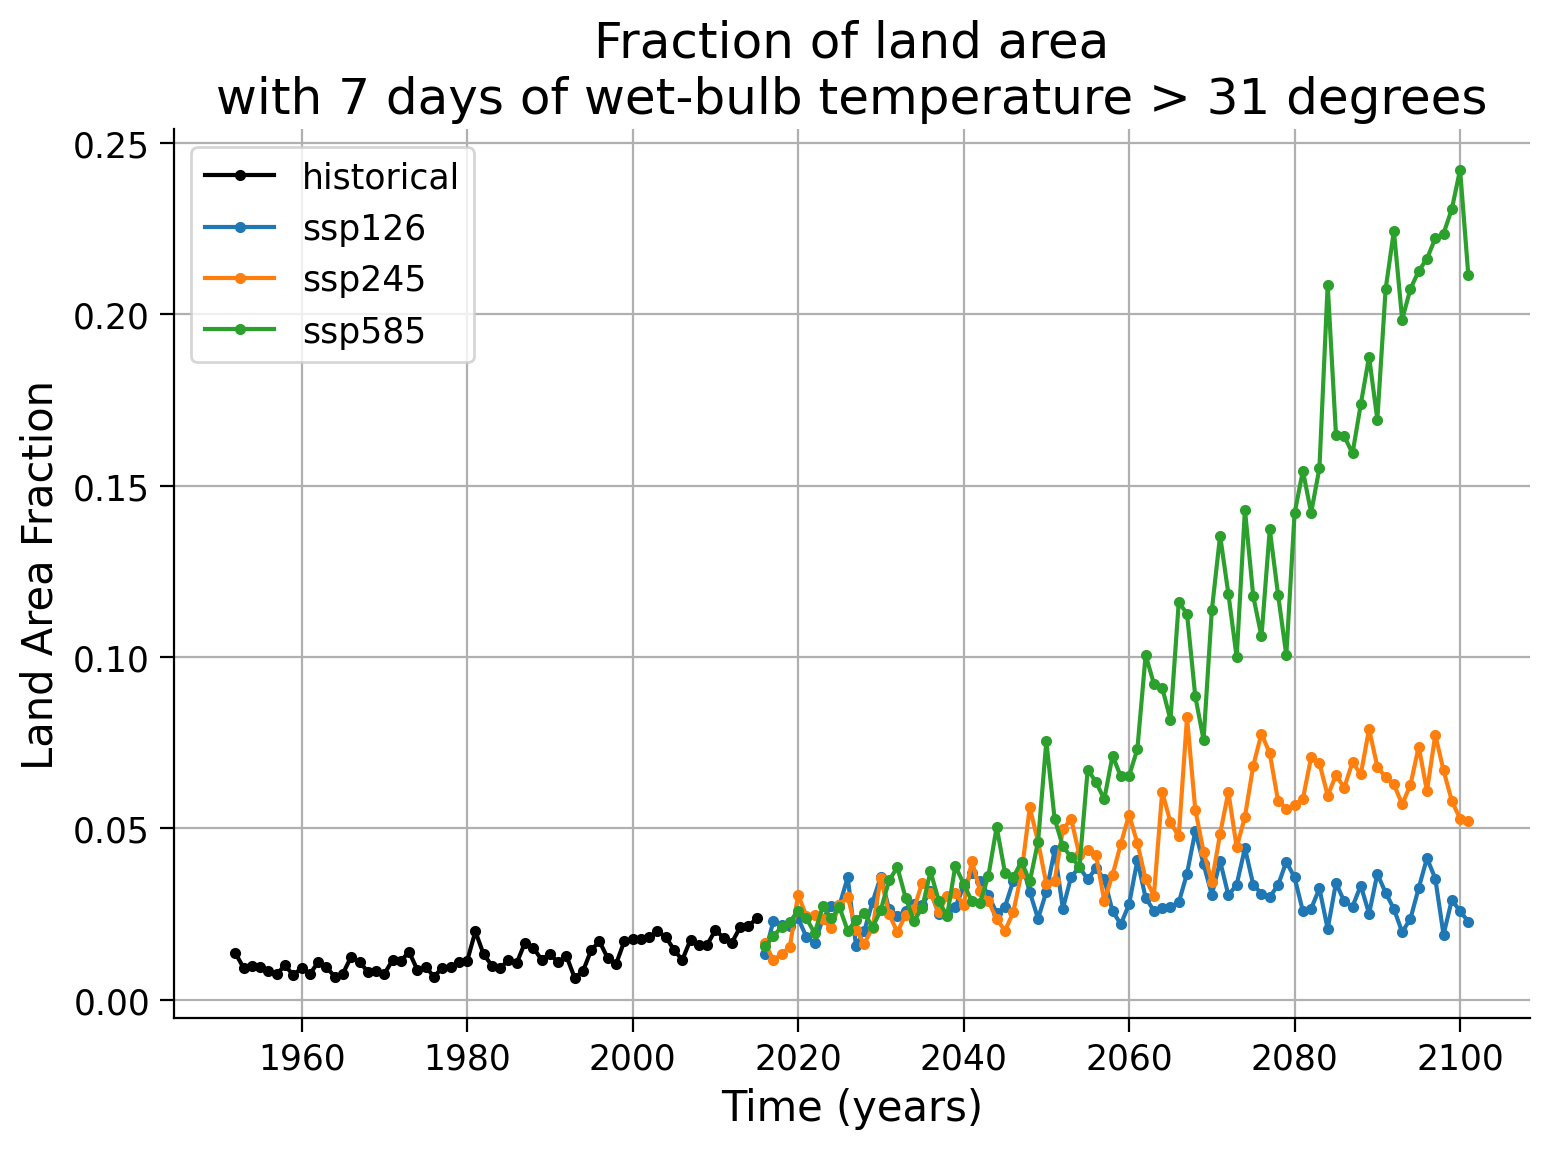 Fraction of land area
with 7 days of wet-bulb temperature > 31 degrees
historical
ssp126
ssp245
ssp585
Land Area Fraction
0.25
0.20
0.15
0.10
0.05
0.00
1960 1980 2000 2020 2040 2060 2080 2100
Time (years)